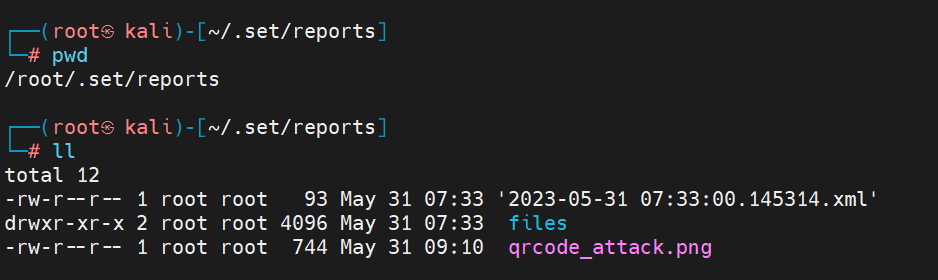 ┌──(root㉿ kali)-[~/.set/reports]
└─# pwd
/root/.set/reports
┌──(root㉿ kali)-[~/.set/reports]
└─# ll
total 12
-rw-r--r-- 1 root root   93 May 31 07:33 '2023-05-31 07:33:00.145314.xml'
drwxr-xr-x 2 root root 4096 May 31 07:33  files
-rw-r--r-- 1 root root  744 May 31 09:10  qrcode_attack.png